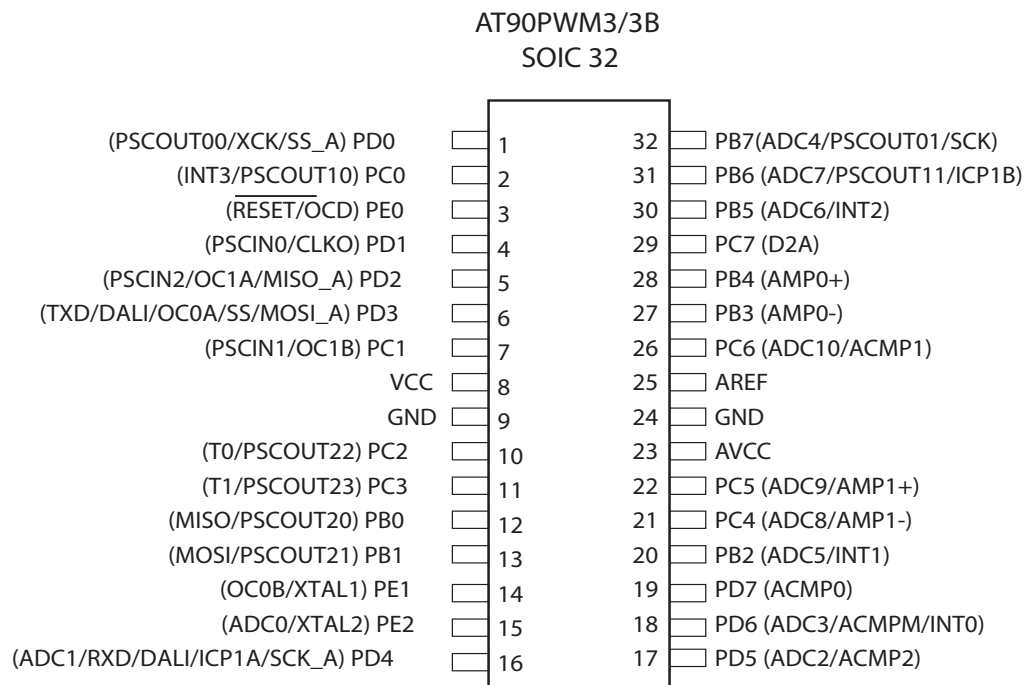 AT90PWM3/3B
SOIC 32
(PSCOUT00/XCK/SS_A) PD0 1 32 PB7(ADC4/PSCOUT01/SCK)
(INT3/PSCOUT10) PC0 2 31 PB6 (ADC7/PSCOUT11/ICP1B)
(RESET/OCD) PE0 3 30 PB5 (ADC6/INT2)
(PSCIN0/CLKO) PD1 4 29 PC7 (D2A)
(PSCIN2/OC1A/MISO_A) PD2 5 28 PB4 (AMP0+)
(TXD/DALI/OC0A/SS/MOSI_A) PD3 6 27 PB3 (AMP0-)
(PSCIN1/OC1B) PC1 7 26 PC6 (ADC10/ACMP1)
VCC 8 25 AREF
GND 9 24 GND
(T0/PSCOUT22) PC2 10 23 AVCC
(T1/PSCOUT23) PC3 11 22 PC5 (ADC9/AMP1+)
(MISO/PSCOUT20) PB0 12 21 PC4 (ADC8/AMP1-)
(MOSI/PSCOUT21) PB1 13 20 PB2 (ADC5/INT1)
(OC0B/XTAL1) PE1 14 19 PD7 (ACMP0)
(ADC0/XTAL2) PE2 15 18 PD6 (ADC3/ACMPM/INT0)
(ADC1/RXD/DALI/ICP1A/SCK_A) PD4 16 17 PD5 (ADC2/ACMP2)